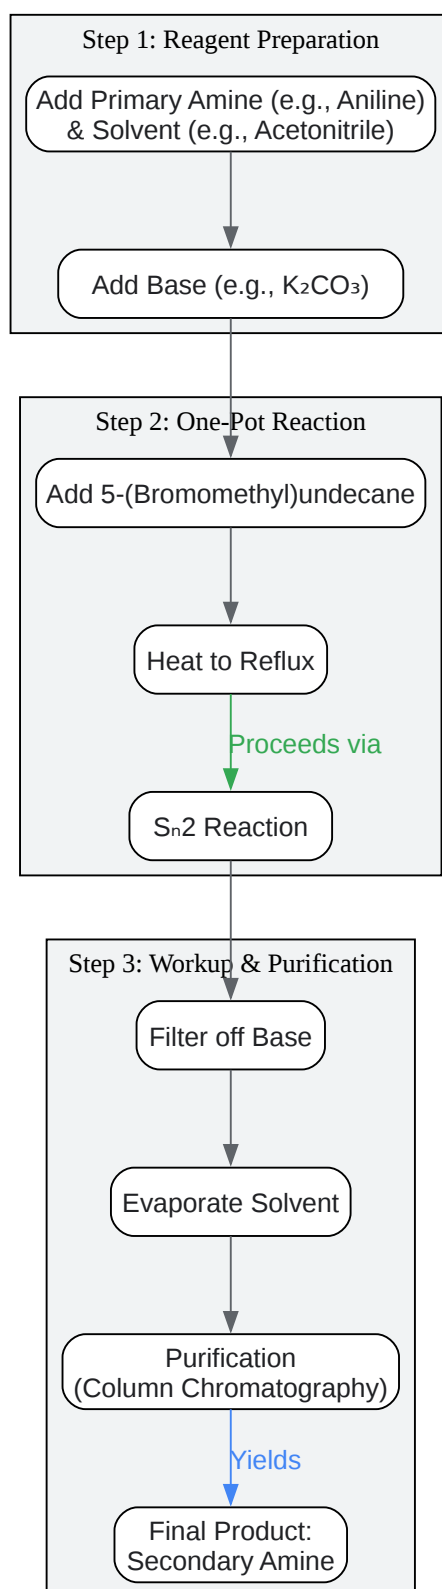 Step 1: Reagent Preparation
Add Primary Amine (e.g., Aniline)
& Solvent (e.g., Acetonitrile)
Add Base (e.g., K₂CO₃)
Step 2: One-Pot Reaction
Add 5-(Bromomethyl)undecane
Heat to Reflux
Proceeds via
Sₙ2 Reaction
Step 3: Workup & Purification
Filter off Base
Evaporate Solvent
Purification
(Column Chromatography)
Yields
Final Product:
Secondary Amine